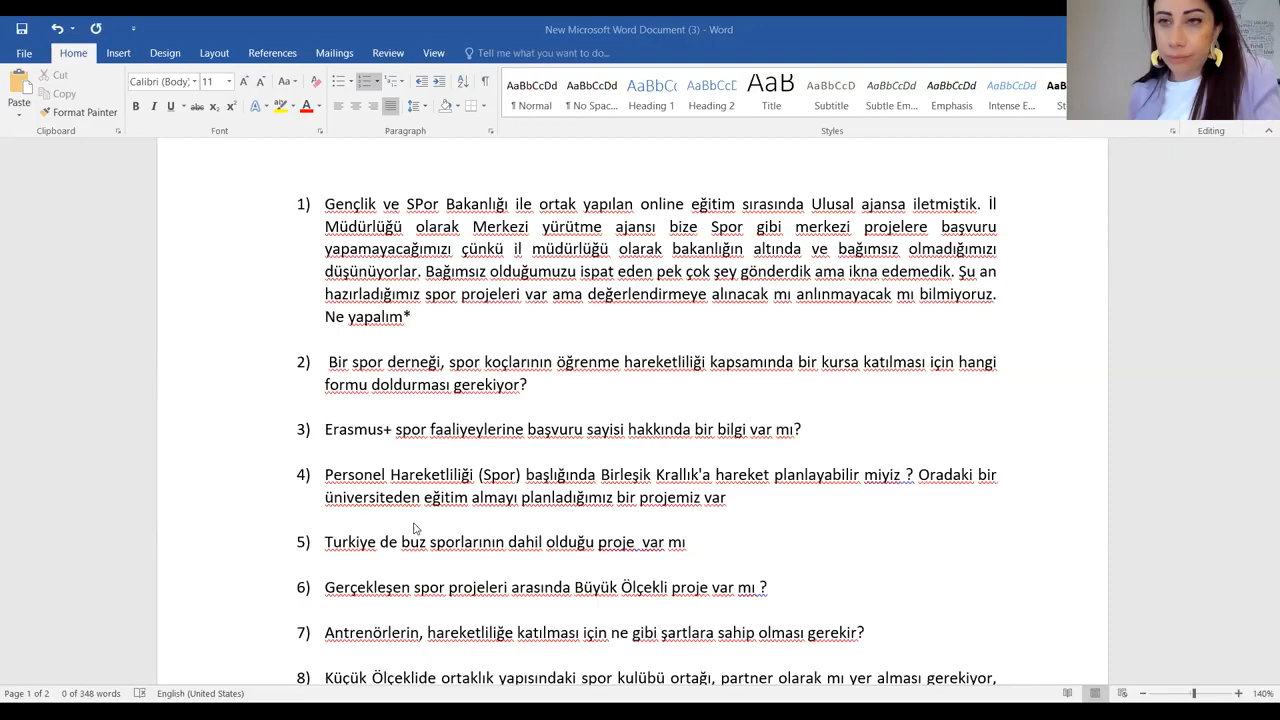 New Microsoft Word Document (3) - Word
File Home Insert Design Layout References Mailings Review View Tell me what you want to do...
Paste
Cut
Copy
Format Painter
Clipboard
Calibri (Body) 11
Font
Paragraph
AaBbCcDd AaBbCcDd AaBbCc AaBbCcD AaB AaBbCcD AaBbCcDd AaBbCcDd AaBbCcDd
¶ Normal ¶ No Spac... Heading 1 Heading 2 Title Subtitle Subtle Em... Emphasis Intense E...
Styles
Editing
1) Gençlik ve SPor Bakanlığı ile ortak yapılan online eğitim sırasında Ulusal ajansa iletmiştik. İl
Müdürlüğü olarak Merkezi yürütme ajansı bize Spor gibi merkezi projelere başvuru
yapamayacağımızı çünkü il müdürlüğü olarak bakanlığın altında ve bağımsız olmadığımızı
düşünüyorlar. Bağımsız olduğumuzu ispat eden pek çok şey gönderdik ama ikna edemedik. Şu an
hazırladığımız spor projeleri var ama değerlendirmeye alınacak mı anlınmayacak mı bilmiyoruz.
Ne yapalım*
2) Bir spor derneği, spor koçlarının öğrenme hareketliliği kapsamında bir kursa katılması için hangi
formu doldurması gerekiyor?
3) Erasmus+ spor faaliyeylerine başvuru sayisi hakkında bir bilgi var mı?
4) Personel Hareketliliği (Spor) başlığında Birleşik Krallık'a hareket planlayabilir miyiz ? Oradaki bir
üniversiteden eğitim almayı planladığımız bir projemiz var
5) Turkiye de buz sporlarının dahil olduğu proje var mı
6) Gerçekleşen spor projeleri arasında Büyük Ölçekli proje var mı ?
7) Antrenörlerin, hareketliliğe katılması için ne gibi şartlara sahip olması gerekir?
8) Küçük Ölçeklide ortaklık yapısındaki spor kulübü ortağı, partner olarak mı yer alması gerekiyor,
Page 1 of 2 0 of 348 words English (United States) 140%